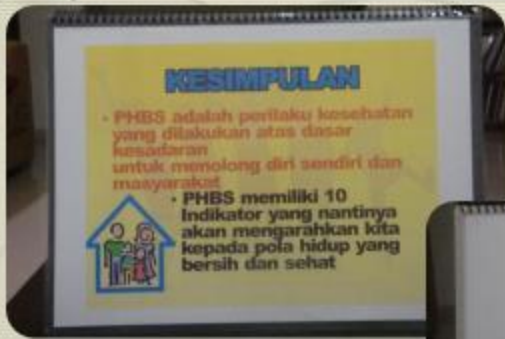 KESIMPULAN
• PHBS adalah perilaku kesehatan
yang dilakukan atas dasar
kesadaran
untuk menolong diri sendiri dan
masyarakat
• PHBS memiliki 10
Indikator yang nantinya
akan mengarahkan kita
kepada pola hidup yang
bersih dan sehat